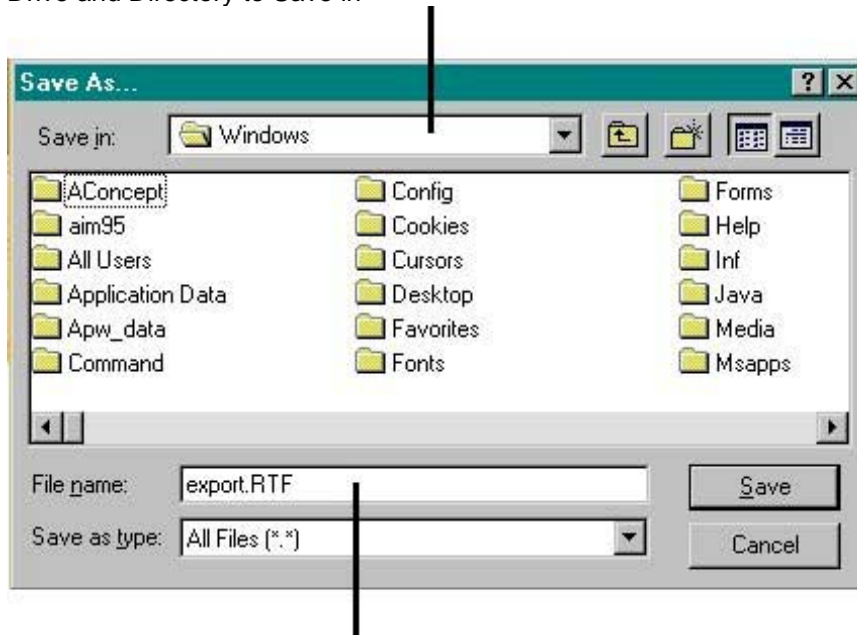 Drive and Directory to Save in
Save As...
Save in: Windows
AConcept Config Forms
aim95 Cookies Help
All Users Cursors Inf
Application Data Desktop Java
Apw_data Favorites Media
Command Fonts Msapps
File name: export.RTF Save
Save as type: All Files (*.*) Cancel